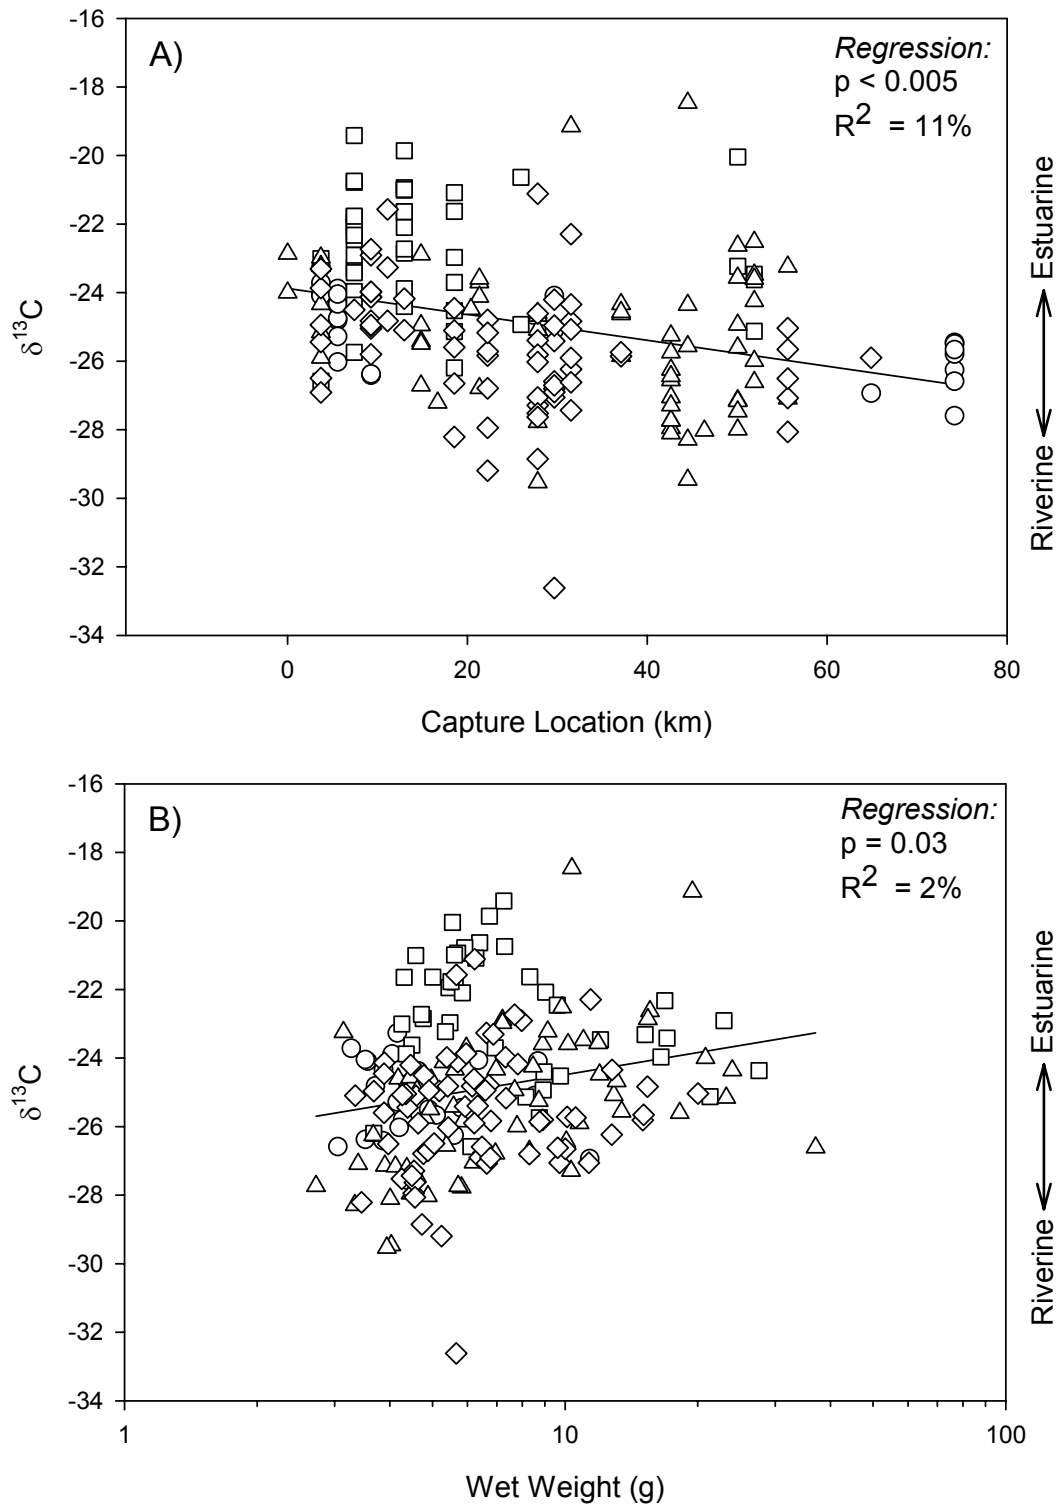 A)
Regression:
p < 0.005
R² = 11%
-16
-18
-20
-22
-24
-26
-28
-30
-32
-34
δ¹³C
Estuarine
Riverine
0 20 40 60 80
Capture Location (km)
B)
Regression:
p = 0.03
R² = 2%
-16
-18
-20
-22
-24
-26
-28
-30
-32
-34
δ¹³C
Estuarine
Riverine
1 10 100
Wet Weight (g)